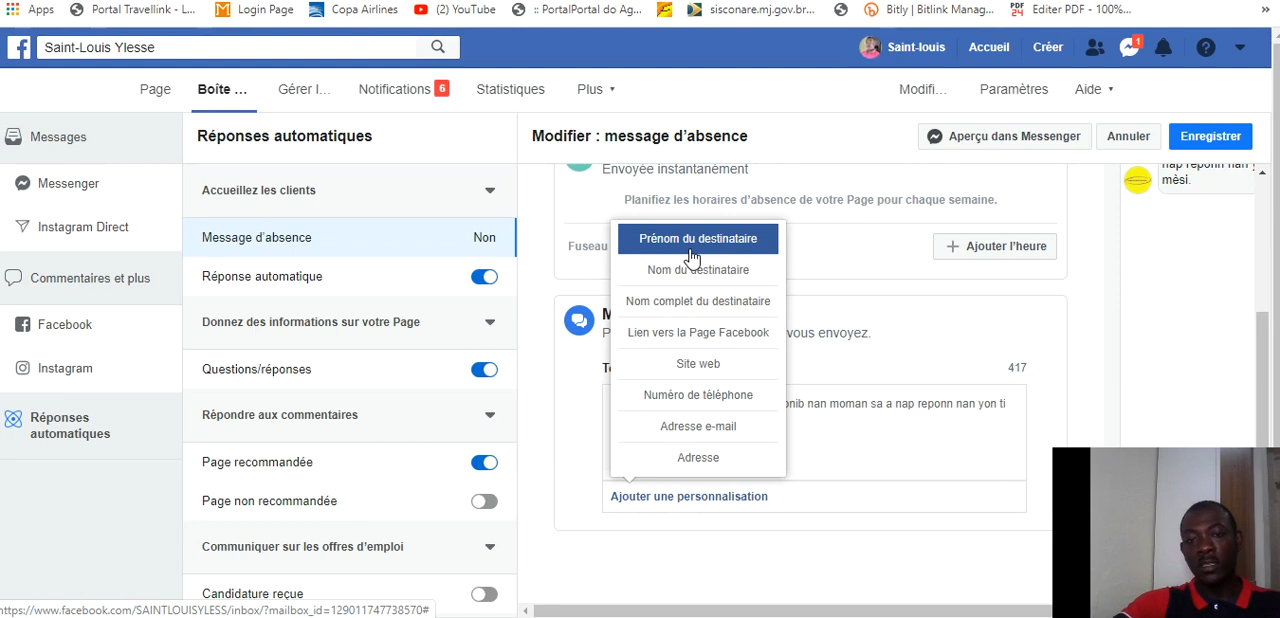 Apps Portal Travellink - L... Login Page Copa Airlines (2) YouTube :: PortalPortal do Ag... sisconare.mj.gov.br... Bitly | Bitlink Manag... PDF 24 Editer PDF - 100%... »
Saint-Louis Ylesse Saint-louis Accueil Créer 1
Page Boîte ... Gérer l... Notifications 6 Statistiques Plus Modifi... Paramètres Aide
Messages
Messenger
Instagram Direct
Commentaires et plus
Facebook
Instagram
Réponses
automatiques
Réponses automatiques
Accueillez les clients
Message d'absence Non
Réponse automatique
Donnez des informations sur votre Page
Questions/réponses
Répondre aux commentaires
Page recommandée
Page non recommandée
Communiquer sur les offres d'emploi
Candidature reçue
Modifier : message d'absence Aperçu dans Messenger Annuler Enregistrer
Envoyée instantanément
Planifiez les horaires d'absence de votre Page pour chaque semaine.
Fuseau Ajouter l'heure
Prénom du destinataire
Nom du destinataire
Nom complet du destinataire
Lien vers la Page Facebook
Site web
Numéro de téléphone
Adresse e-mail
Adresse
vous envoyez.
417
nan moman sa a nap reponn nan yon ti
Ajouter une personnalisation
nap reponn nan
mèsi.
https://www.facebook.com/SAINTLOUISYLESS/inbox/?mailbox_id=129011747738570#